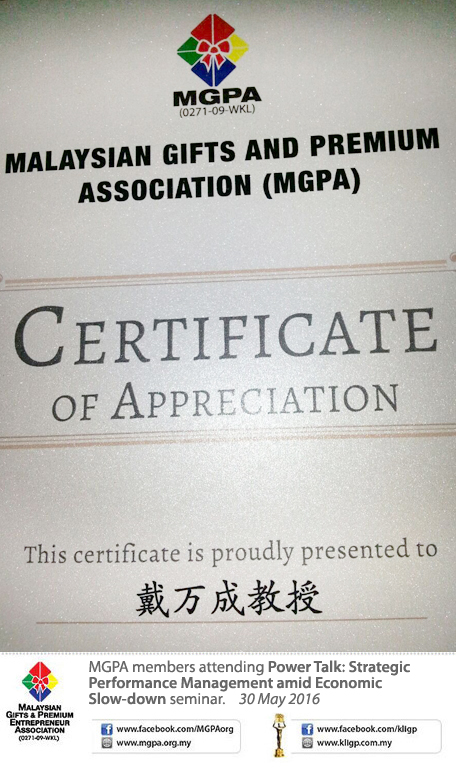 MGPA
(0271-09-WKL)
MALAYSIAN GIFTS AND PREMIUM
ASSOCIATION (MGPA)
CERTIFICATE
OF APPRECIATION
This certificate is proudly presented to
戴万成教授
MGPA members attending Power Talk: Strategic
Performance Management amid Economic
Slow-down seminar. 30 May 2016
MALAYSIAN
GIFTS & PREMIUM
ENTREPRENEUR
ASSOCIATION
(0271-09-WKL)
www.facebook.com/MGPAorg
www.mgpa.org.my
www.facebook.com/kligp
www.kligp.com.my